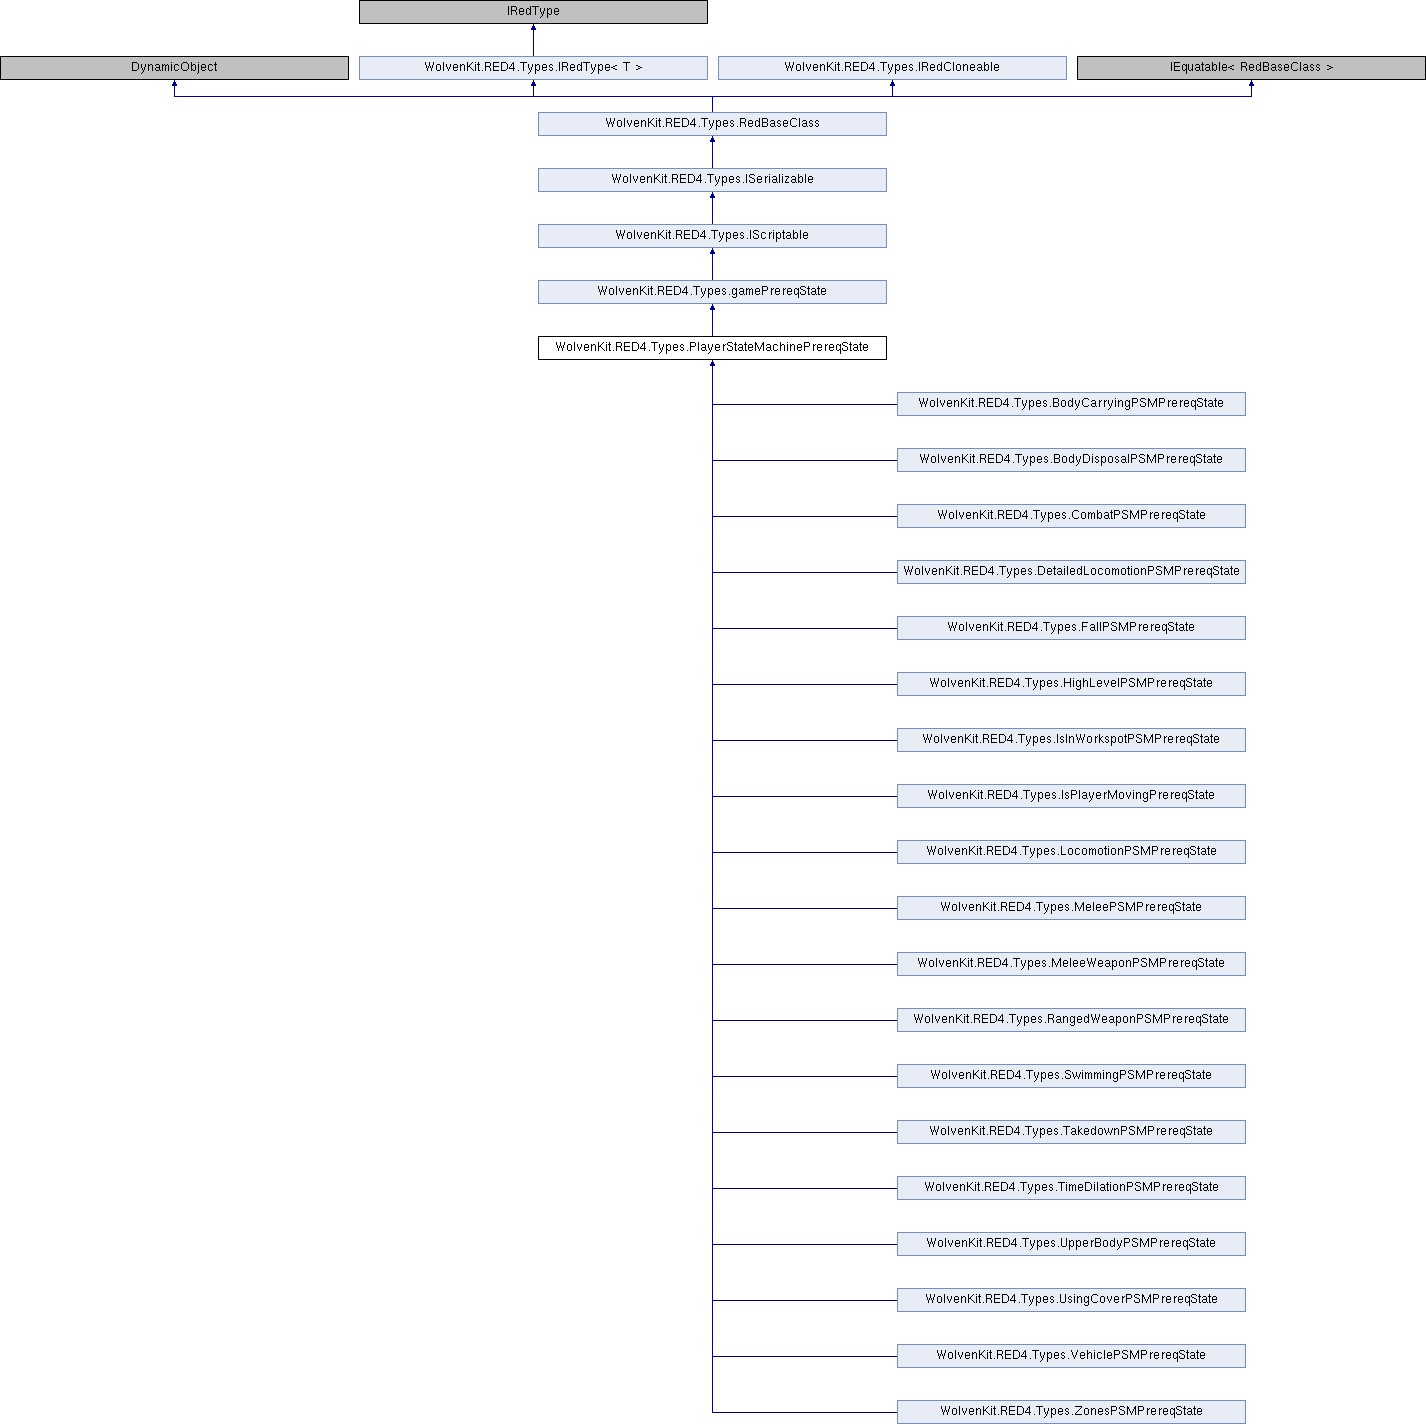 IRedType
DynamicObject
WolvenKit.RED4.Types.IRedType< T >
WolvenKit.RED4.Types.IRedCloneable
IEquatable< RedBaseClass >
WolvenKit.RED4.Types.RedBaseClass
WolvenKit.RED4.Types.ISerializable
WolvenKit.RED4.Types.IScriptable
WolvenKit.RED4.Types.gamePrereqState
WolvenKit.RED4.Types.PlayerStateMachinePrereqState
WolvenKit.RED4.Types.BodyCarryingPSMPrereqState
WolvenKit.RED4.Types.BodyDisposalPSMPrereqState
WolvenKit.RED4.Types.CombatPSMPrereqState
WolvenKit.RED4.Types.DetailedLocomotionPSMPrereqState
WolvenKit.RED4.Types.FallPSMPrereqState
WolvenKit.RED4.Types.HighLevelPSMPrereqState
WolvenKit.RED4.Types.IsInWorkspotPSMPrereqState
WolvenKit.RED4.Types.IsPlayerMovingPrereqState
WolvenKit.RED4.Types.LocomotionPSMPrereqState
WolvenKit.RED4.Types.MeleePSMPrereqState
WolvenKit.RED4.Types.MeleeWeaponPSMPrereqState
WolvenKit.RED4.Types.RangedWeaponPSMPrereqState
WolvenKit.RED4.Types.SwimmingPSMPrereqState
WolvenKit.RED4.Types.TakedownPSMPrereqState
WolvenKit.RED4.Types.TimeDilationPSMPrereqState
WolvenKit.RED4.Types.UpperBodyPSMPrereqState
WolvenKit.RED4.Types.UsingCoverPSMPrereqState
WolvenKit.RED4.Types.VehiclePSMPrereqState
WolvenKit.RED4.Types.ZonesPSMPrereqState